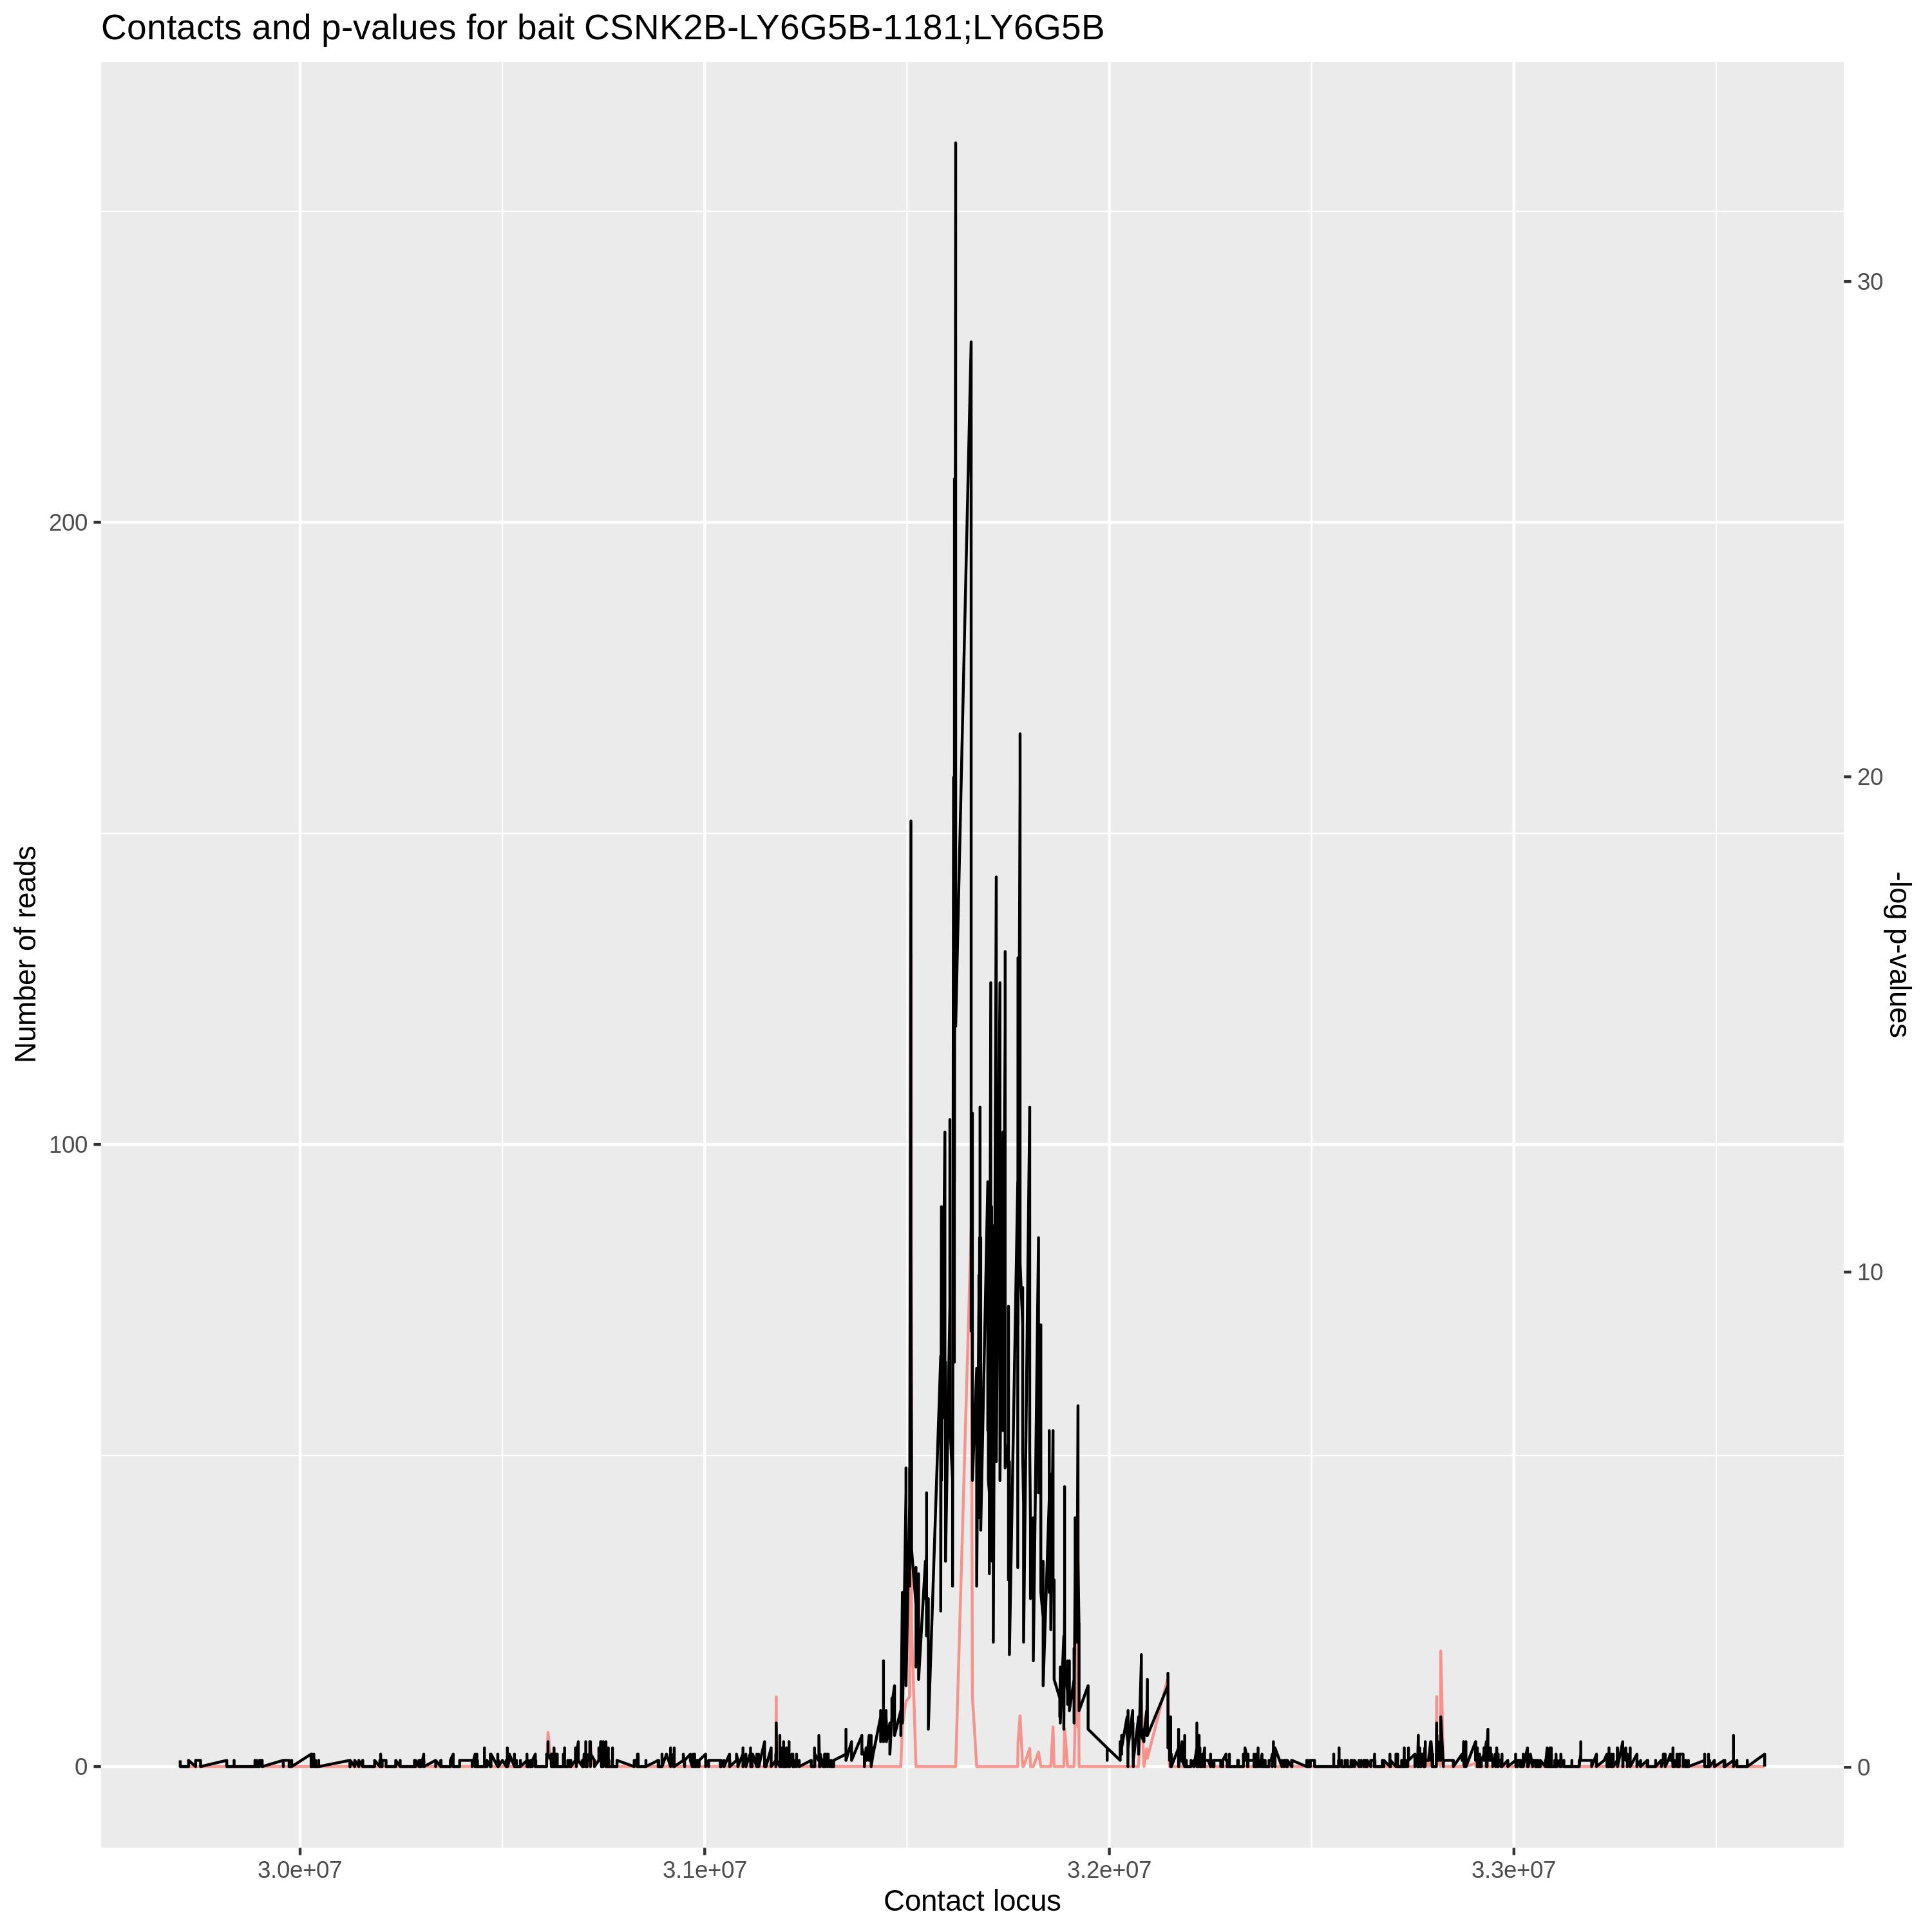 Contacts and p-values for bait CSNK2B-LY6G5B-1181;LY6G5B
Number of reads
200
100
0
30
20
10
0
-log p-values
3.0e+07
3.1e+07
3.2e+07
3.3e+07
Contact locus